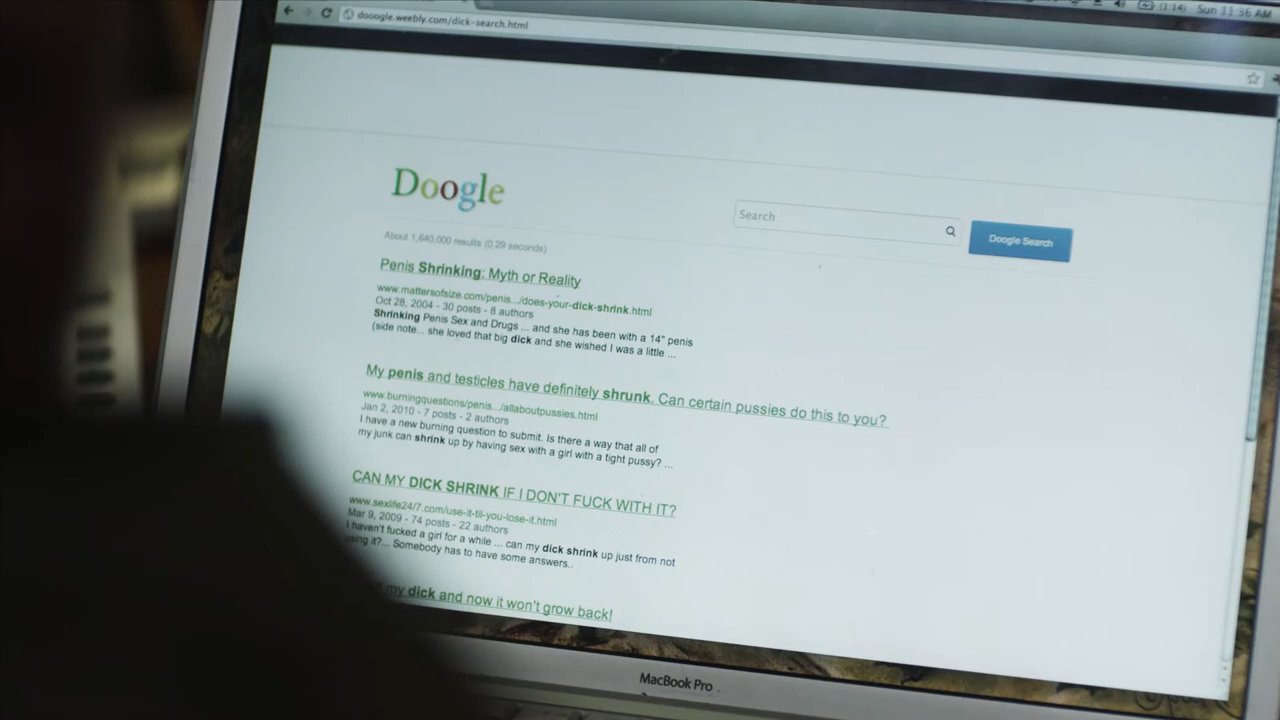 dooogle.weebly.com/dick-search.html
(1:14) Sun 11:36 AM
Doogle
Search
Doogle Search
About 1,640,000 results (0.29 seconds)
Penis Shrinking: Myth or Reality
www.mattersofsize.com/penis.../does-your-dick-shrink.html
Oct 28, 2004 - 30 posts - 8 authors
Shrinking Penis Sex and Drugs ... and she has been with a 14" penis
(side note... she loved that big dick and she wished I was a little ...
My penis and testicles have definitely shrunk. Can certain pussies do this to you?
www.burningquestions/penis.../allaboutpussies.html
Jan 2, 2010 - 7 posts - 2 authors
I have a new burning question to submit. Is there a way that all of
my junk can shrink up by having sex with a girl with a tight pussy? ...
CAN MY DICK SHRINK IF I DON'T FUCK WITH IT?
www.sexlife24/7.com/use-it-til-you-lose-it.html
Mar 9, 2009 - 74 posts - 22 authors
I haven't fucked a girl for a while ... can my dick shrink up just from not
using it?... Somebody has to have some answers..
my dick and now it won't grow back!
MacBook Pro